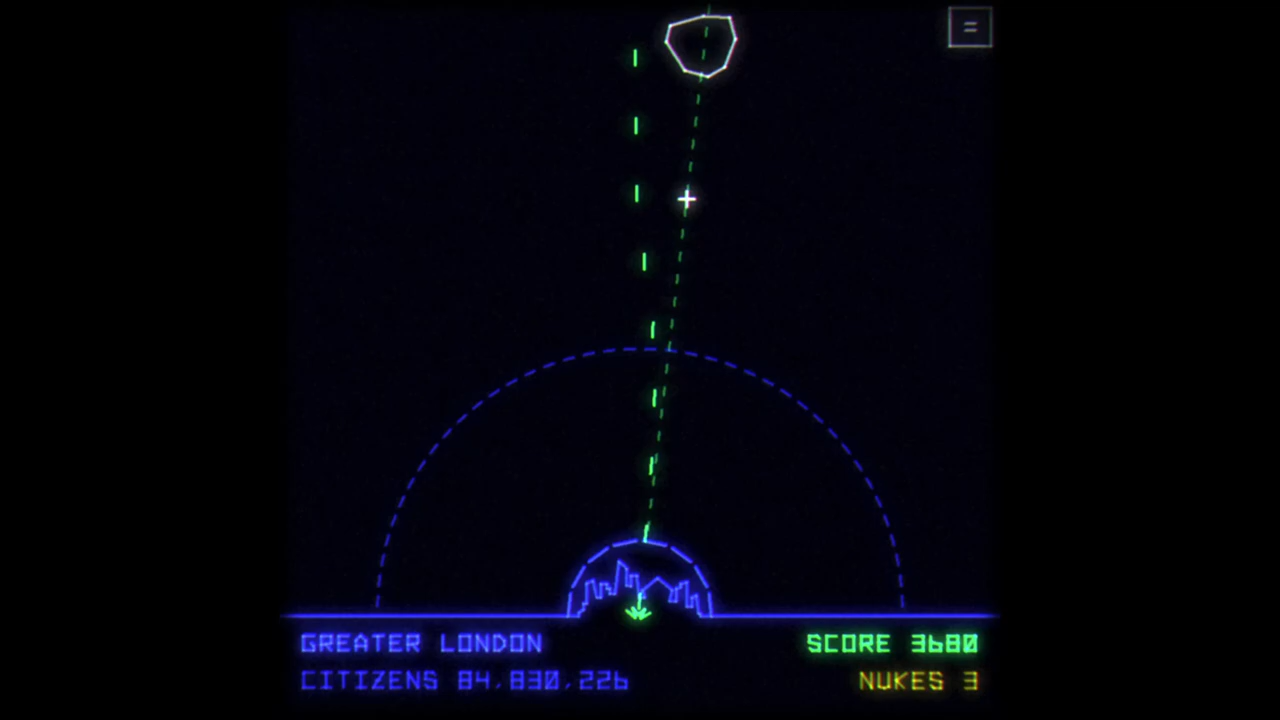 =
GREATER LONDON
SCORE 3680
CITIZENS 84,830,226
NUKES 3